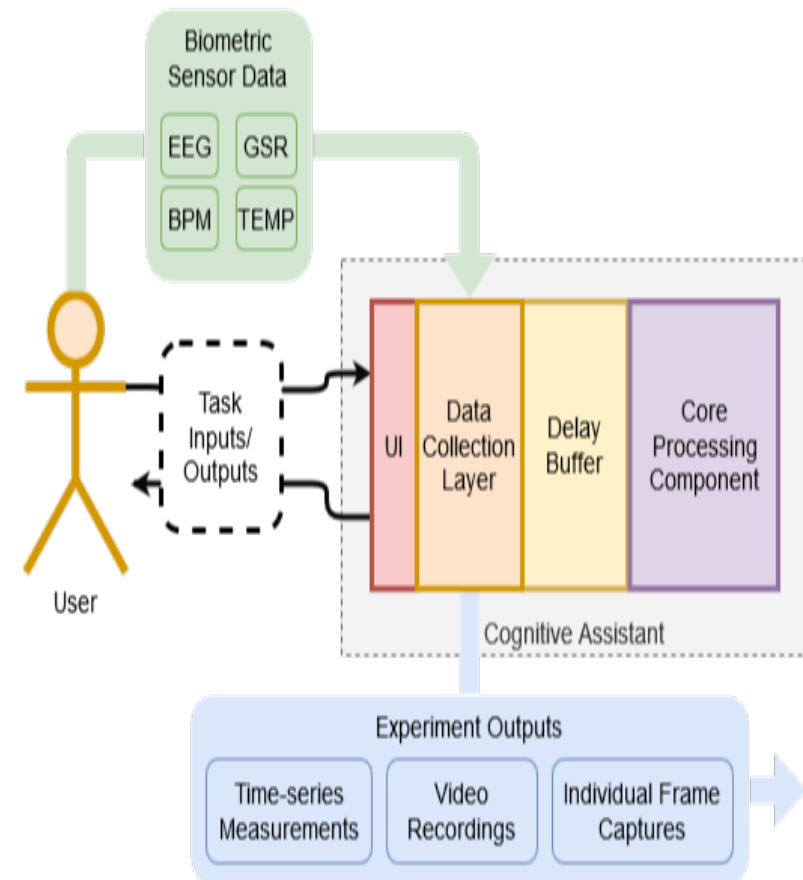 Biometric
Sensor Data
EEG
GSR
BPM
TEMP
Task
Inputs/
Outputs
User
UI
Data
Collection
Layer
Delay
Buffer
Core
Processing
Component
Cognitive Assistant
Experiment Outputs
Time-series
Measurements
Video
Recordings
Individual Frame
Captures